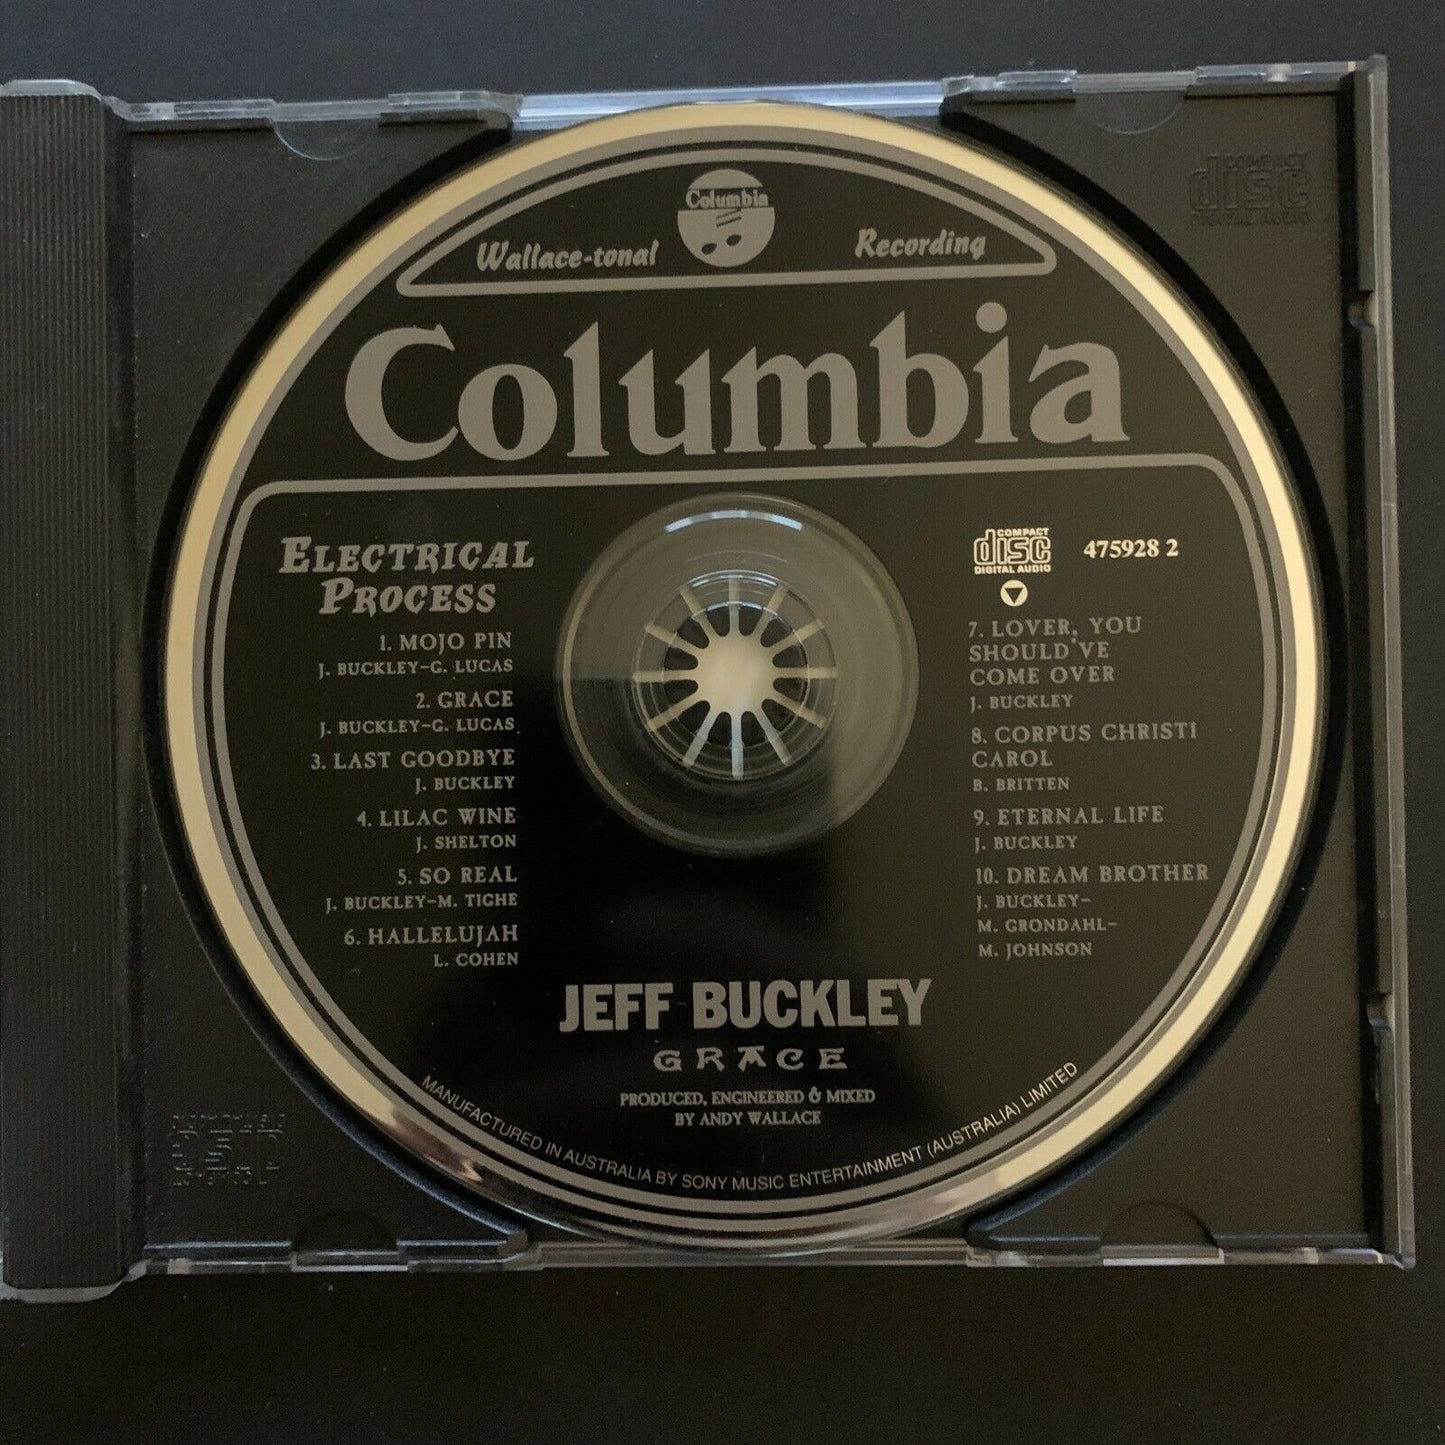 Columbia
Wallace-tonal
Recording
Columbia
ELECTRICAL
PROCESS
1. MOJO PIN
J. BUCKLEY–G. LUCAS
2. GRACE
J. BUCKLEY–G. LUCAS
3. LAST GOODBYE
J. BUCKLEY
4. LILAC WINE
J. SHELTON
5. SO REAL
J. BUCKLEY–M. TIGHE
6. HALLELUJAH
L. COHEN
COMPACT
disc
DIGITAL AUDIO
475928 2
7. LOVER, YOU
SHOULD'VE
COME OVER
J. BUCKLEY
8. CORPUS CHRISTI
CAROL
B. BRITTEN
9. ETERNAL LIFE
J. BUCKLEY
10. DREAM BROTHER
J. BUCKLEY–
M. GRONDAHL–
M. JOHNSON
JEFF BUCKLEY
GRACE
PRODUCED, ENGINEERED & MIXED
BY ANDY WALLACE
MANUFACTURED IN AUSTRALIA BY SONY MUSIC ENTERTAINMENT (AUSTRALIA) LIMITED
COMPACT
disc
DIGITAL AUDIO